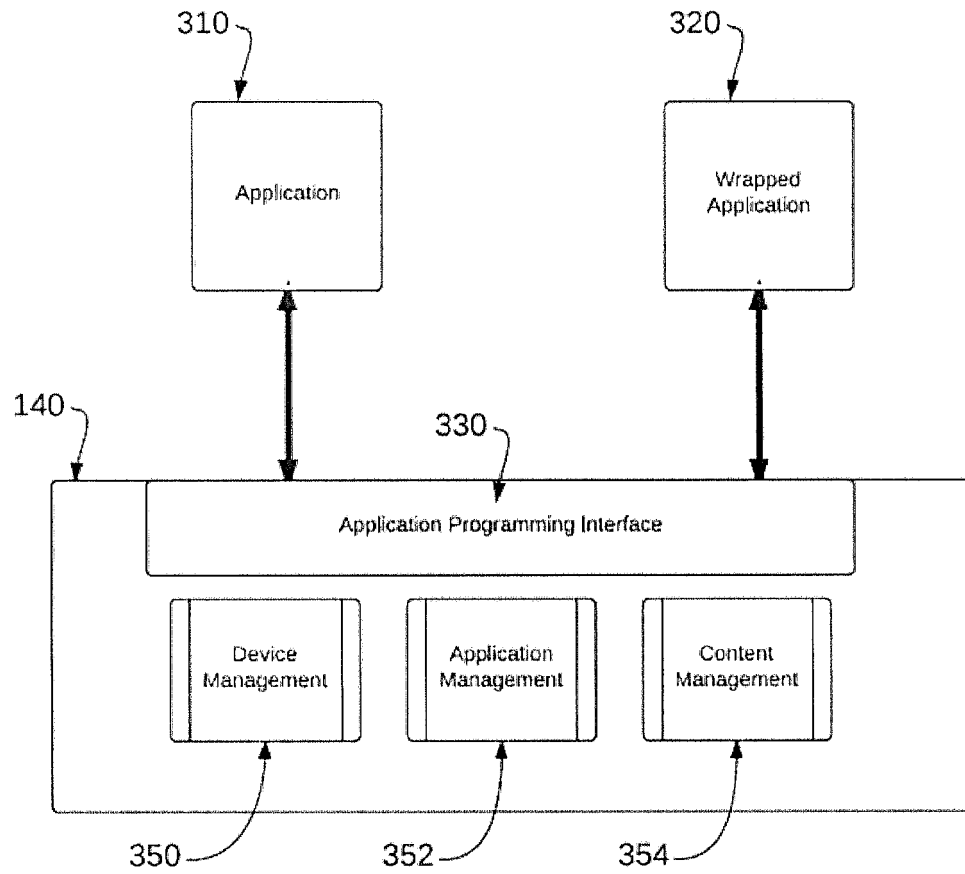 310
320
Application
Wrapped
Application
140
330
Application Programming Interface
Device
Management
Application
Management
Content
Management
350
352
354